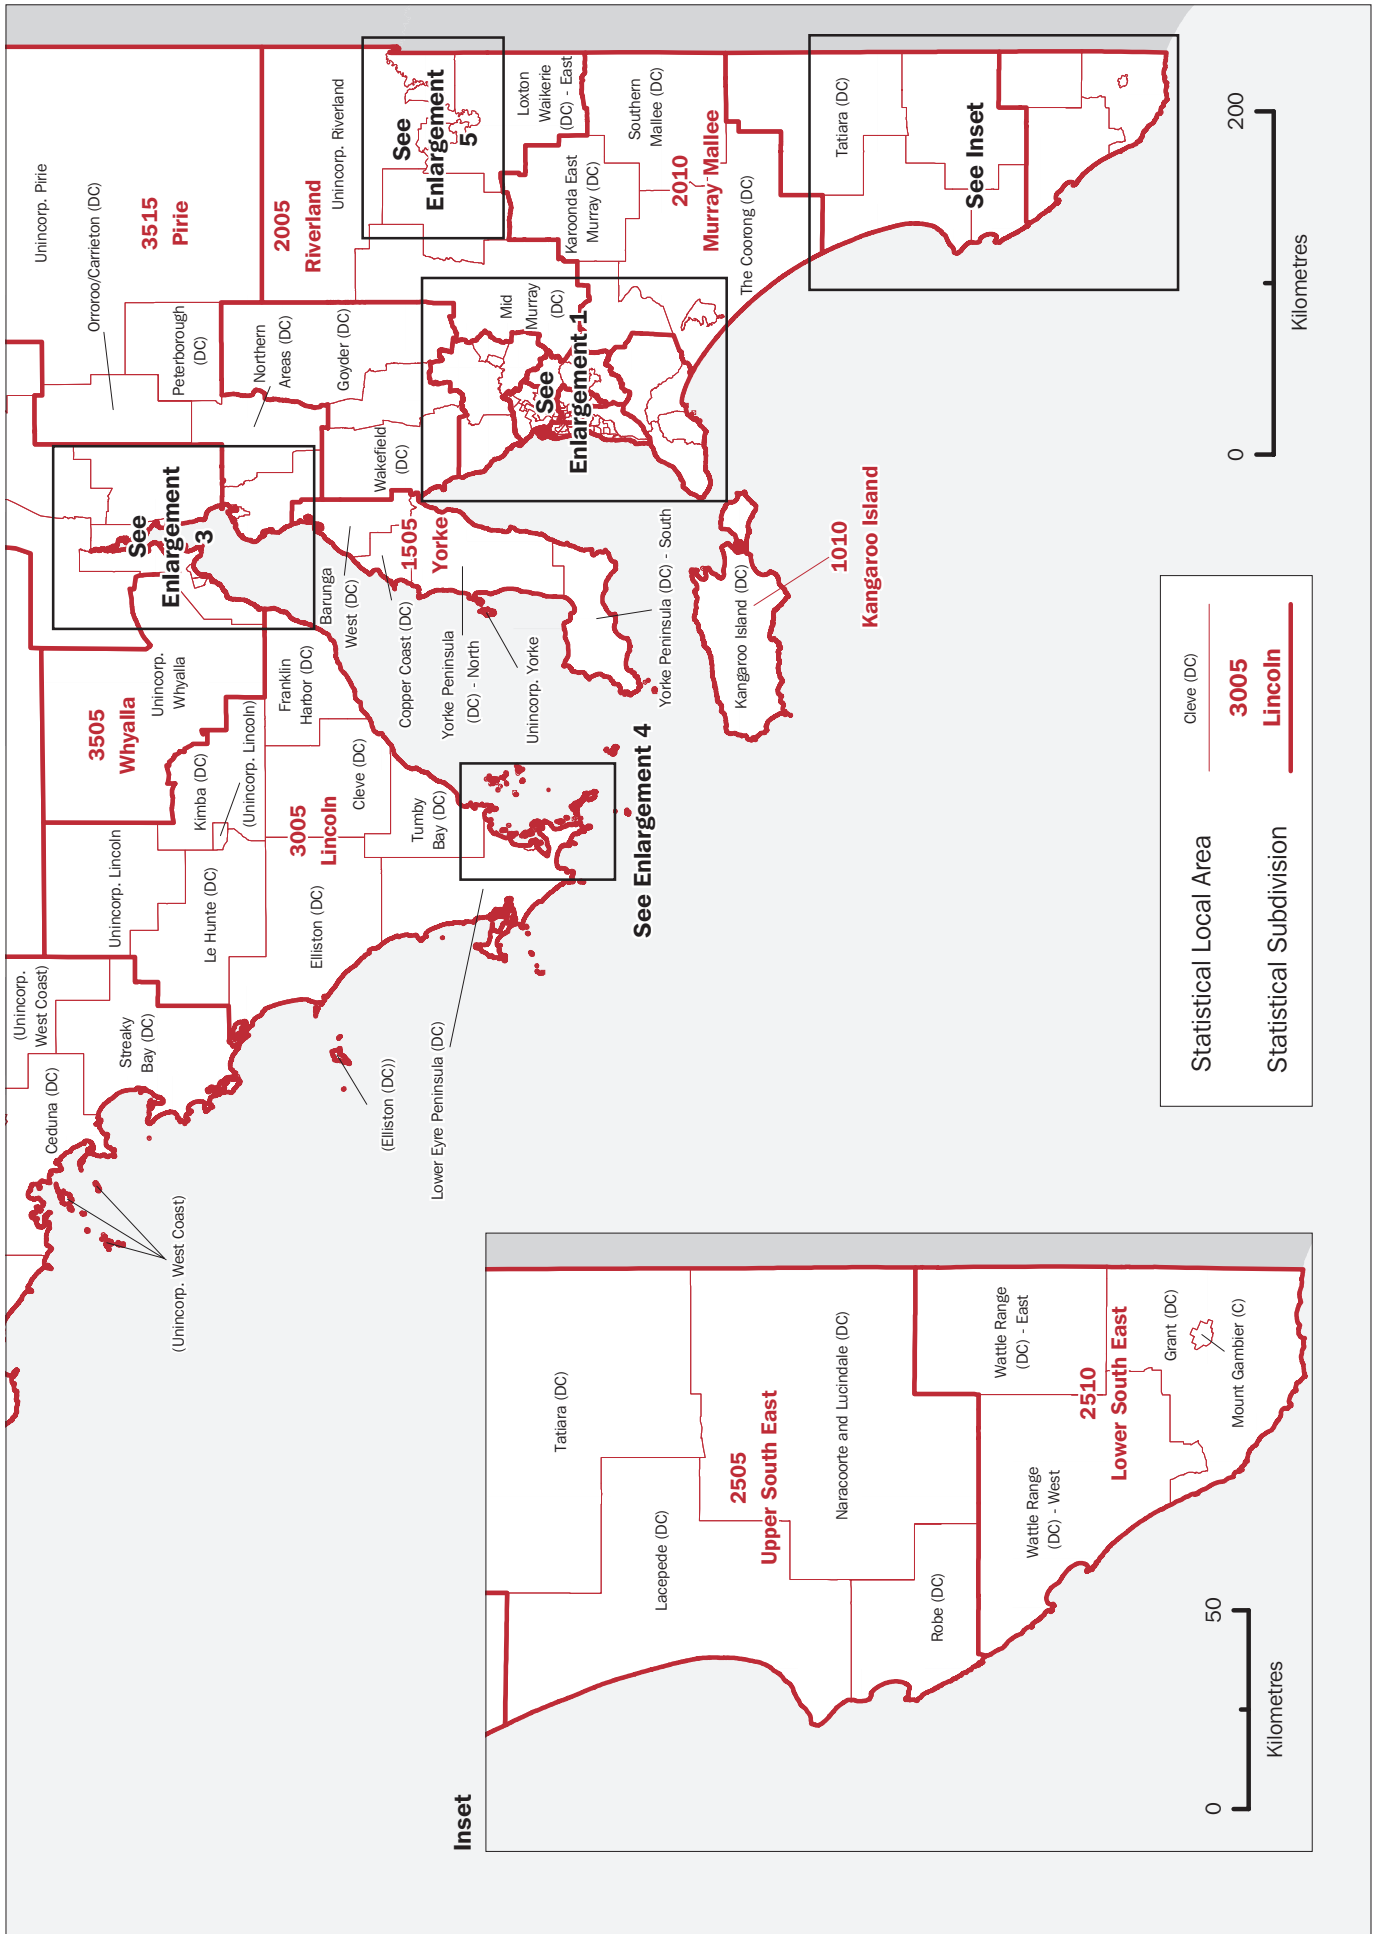 Unincorp. Pirie
Orroroo/Carrieton (DC)
3515
Pirie
Peterborough
(DC)
Northern
Areas (DC)
2005
Riverland
Unincorp. Riverland
Goyder (DC)
See
Enlargement
5
Loxton
Waikerie
(DC) - East
Karoonda East
Murray (DC)
Southern
Mallee (DC)
2010
Murray Mallee
The Coorong (DC)
Tatiara (DC)
See Inset
Mid
Murray
(DC)
See
Enlargement 1
Wakefield
(DC)
See
Enlargement
3
1505
Yorke
Barunga
West (DC)
Copper Coast (DC)
Yorke Peninsula
(DC) - North
Unincorp. Yorke
Yorke Peninsula (DC) - South
Kangaroo Island (DC)
1010
Kangaroo Island
3505
Whyalla
Unincorp.
Whyalla
Franklin
Harbor (DC)
Kimba (DC)
(Unincorp. Lincoln)
3005
Lincoln
Cleve (DC)
Tumby
Bay (DC)
See Enlargement 4
Unincorp. Lincoln
Le Hunte (DC)
Elliston (DC)
(Unincorp.
West Coast)
Streaky
Bay (DC)
Ceduna (DC)
(Elliston (DC))
Lower Eyre Peninsula (DC)
(Unincorp. West Coast)
0
200
Kilometres
Statistical Local Area
Cleve (DC)
Statistical Subdivision
3005
Lincoln
Inset
Tatiara (DC)
Lacepede (DC)
2505
Upper South East
Naracoorte and Lucindale (DC)
Robe (DC)
Wattle Range
(DC) - East
Wattle Range
(DC) - West
2510
Lower South East
Grant (DC)
Mount Gambier (C)
0
50
Kilometres